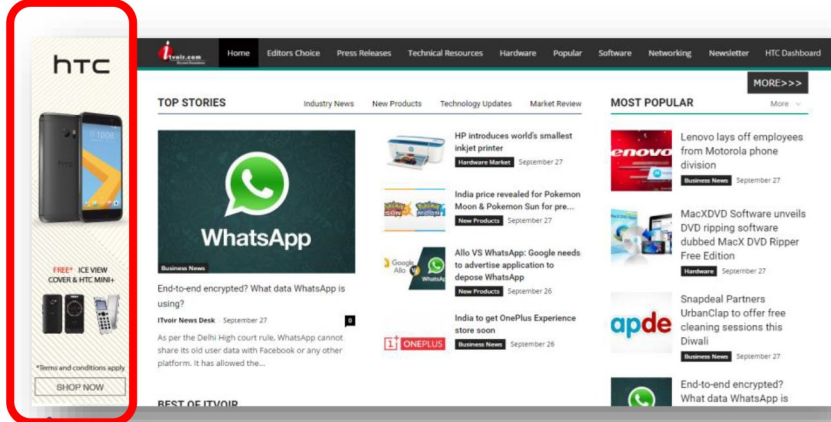 hTC
FREE* ICE VIEW
COVER & HTC MINI+
*Terms and conditions apply
SHOP NOW
ITvoir.com
Home
Editors Choice
Press Releases
Technical Resources
Hardware
Popular
Software
Networking
Newsletter
HTC Dashboard
MORE>>>
TOP STORIES
Industry News
New Products
Technology Updates
Market Review
WhatsApp
Business News
End-to-end encrypted? What data WhatsApp is
using?
ITvoir News Desk - September 27
0
As per the Delhi High court rule, WhatsApp cannot
share its old user data with Facebook or any other
platform. It has allowed the...
BEST OF ITVOIR
HP introduces world's smallest
inkjet printer
Hardware Market September 27
India price revealed for Pokemon
Moon & Pokemon Sun for pre...
New Products September 27
Google
Allo
WhatsA
Allo VS WhatsApp: Google needs
to advertise application to
depose WhatsApp
New Products September 26
1+ ONEPLUS
India to get OnePlus Experience
store soon
Business News September 26
MOST POPULAR
More
enovo
Lenovo lays off employees
from Motorola phone
division
Business News September 27
MacXDVD Software unveils
DVD ripping software
dubbed MacX DVD Ripper
Free Edition
Hardware September 27
apde
Snapdeal Partners
UrbanClap to offer free
cleaning sessions this
Diwali
Business News September 27
End-to-end encrypted?
What data WhatsApp is